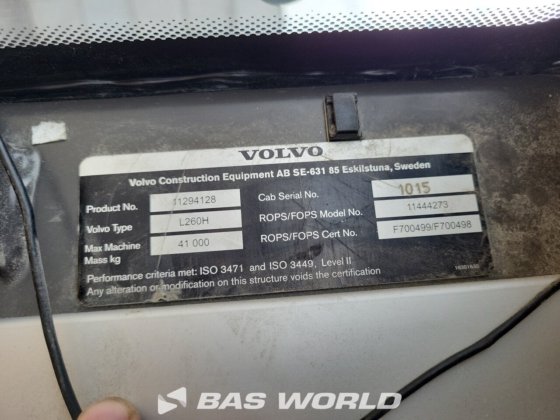 VOLVO
Volvo Construction Equipment AB SE-631 85 Eskilstuna, Sweden
Product No. 11294128
Cab Serial No. 1015
Volvo Type L260H
ROPS/FOPS Model No. 11444273
Max Machine Mass kg 41 000
ROPS/FOPS Cert No. F700499/F700498
Performance criteria met: ISO 3471 and ISO 3449, Level II
Any alteration or modification on this structure voids the certification
BAS WORLD